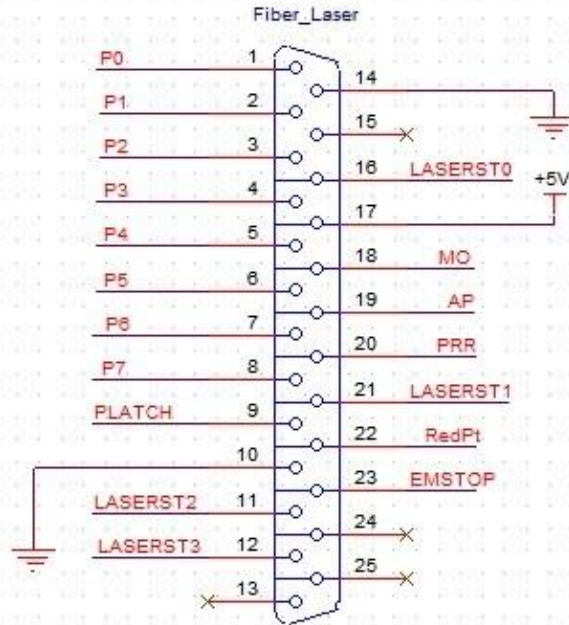 Fiber_Laser
P0 1
14
P1 2
15
P2 3
16 LASERST0
+5V
P3 4
17
P4 5
18 MO
P5 6
19 AP
P6 7
20 PRR
P7 8
21 LASERST1
PLATCH 9
22 RedPt
10
23 EMSTOP
LASERST2 11
24
LASERST3 12
25
13